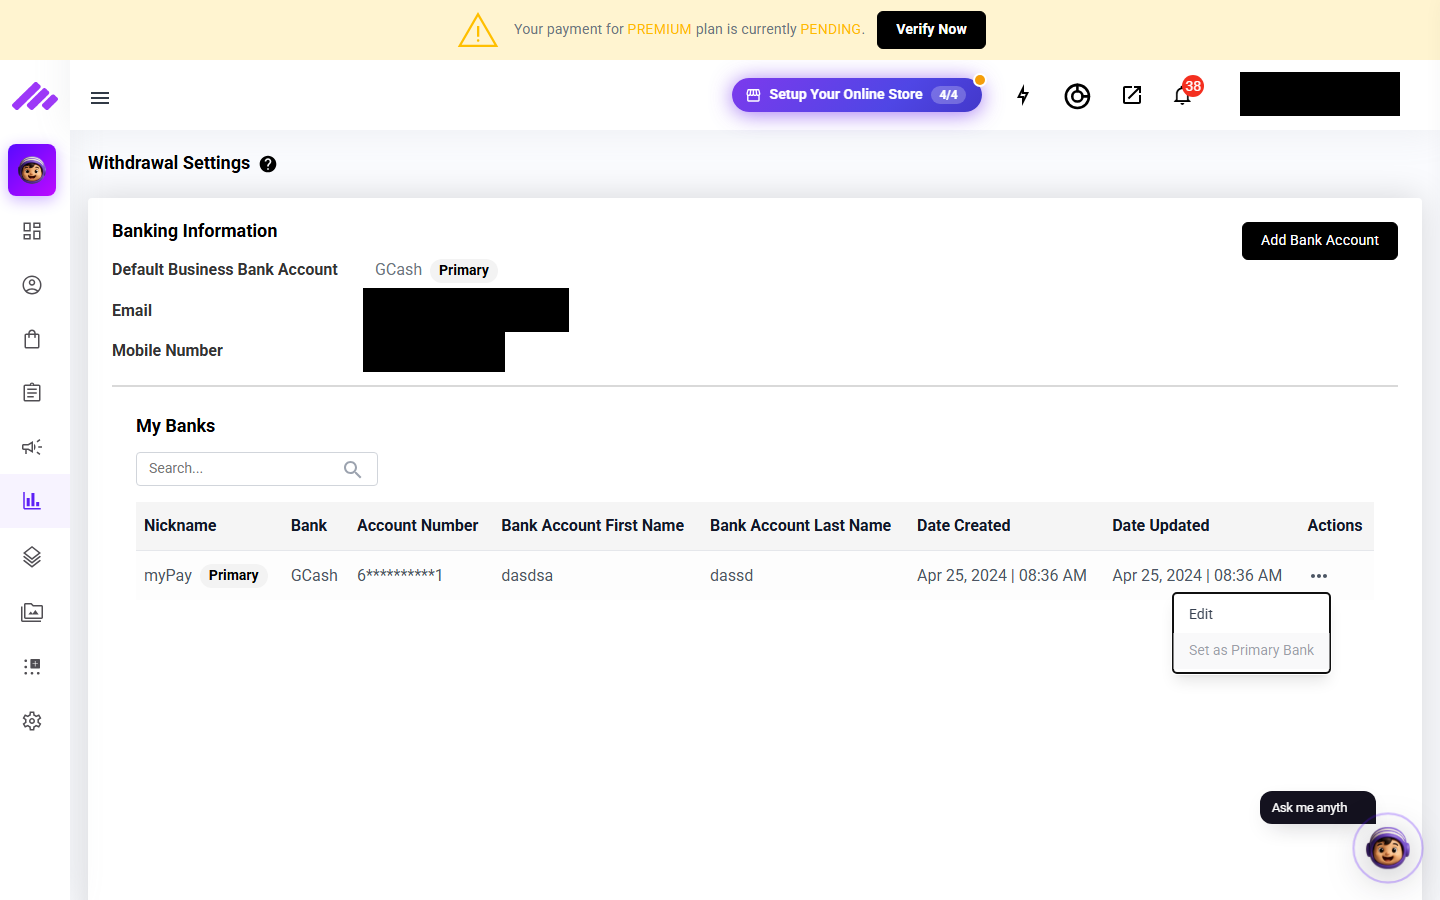 Your payment for PREMIUM plan is currently PENDING.
Verify Now
Setup Your Online Store 4/4
38
Withdrawal Settings ?
Banking Information
Add Bank Account
Default Business Bank Account GCash Primary
Email
Mobile Number
My Banks
Search...
Nickname Bank Account Number Bank Account First Name Bank Account Last Name Date Created Date Updated Actions
myPay Primary GCash 6**********1 dasdsa dassd Apr 25, 2024 | 08:36 AM Apr 25, 2024 | 08:36 AM
Edit
Set as Primary Bank
Ask me anyth